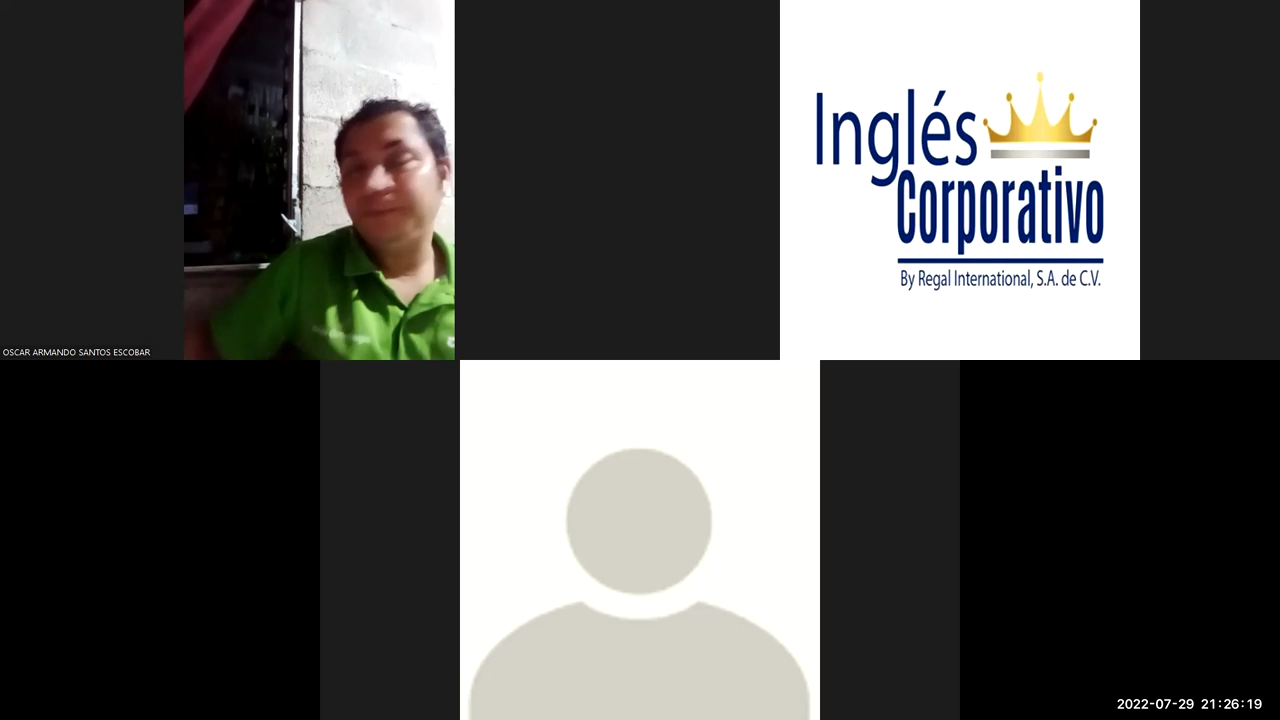 Inglés
Corporativo
By Regal International, S.A. de C.V.
OSCAR ARMANDO SANTOS ESCOBAR
2022-07-29 21:26:19